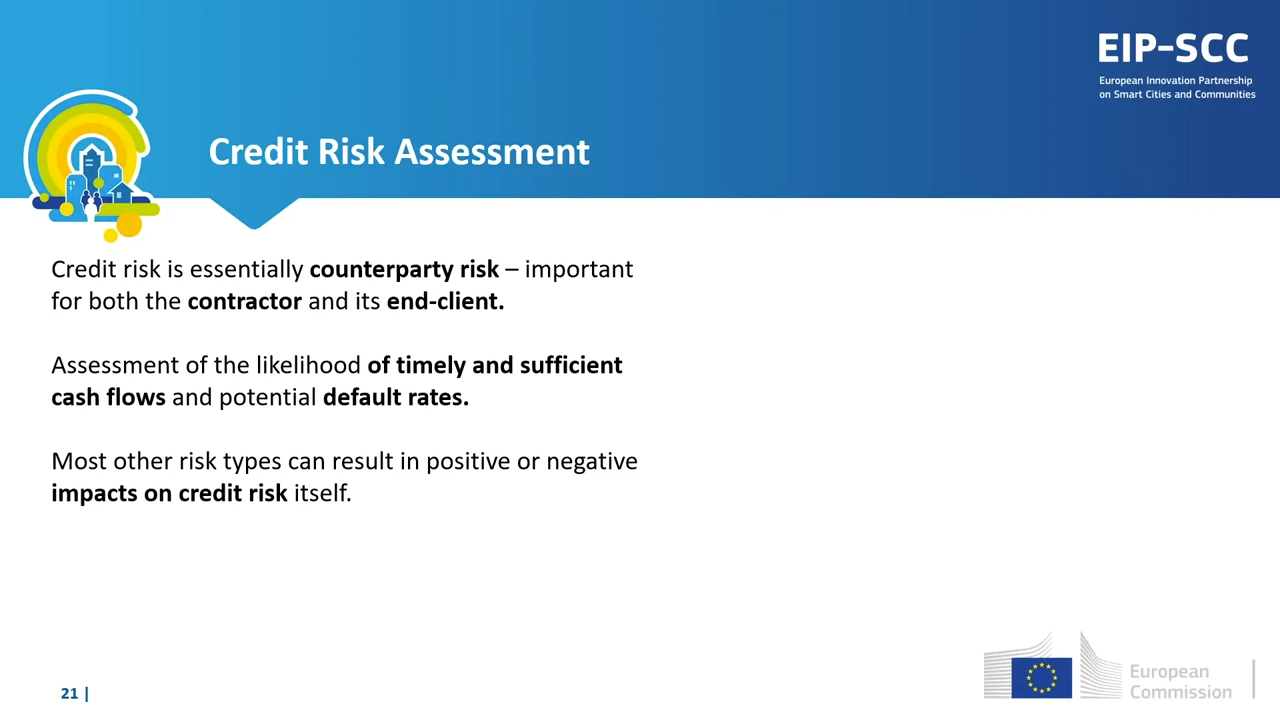 EIP-SCC
European Innovation Partnership
on Smart Cities and Communities
Credit Risk Assessment
Credit risk is essentially counterparty risk – important
for both the contractor and its end-client.
Assessment of the likelihood of timely and sufficient
cash flows and potential default rates.
Most other risk types can result in positive or negative
impacts on credit risk itself.
21 |
European
Commission